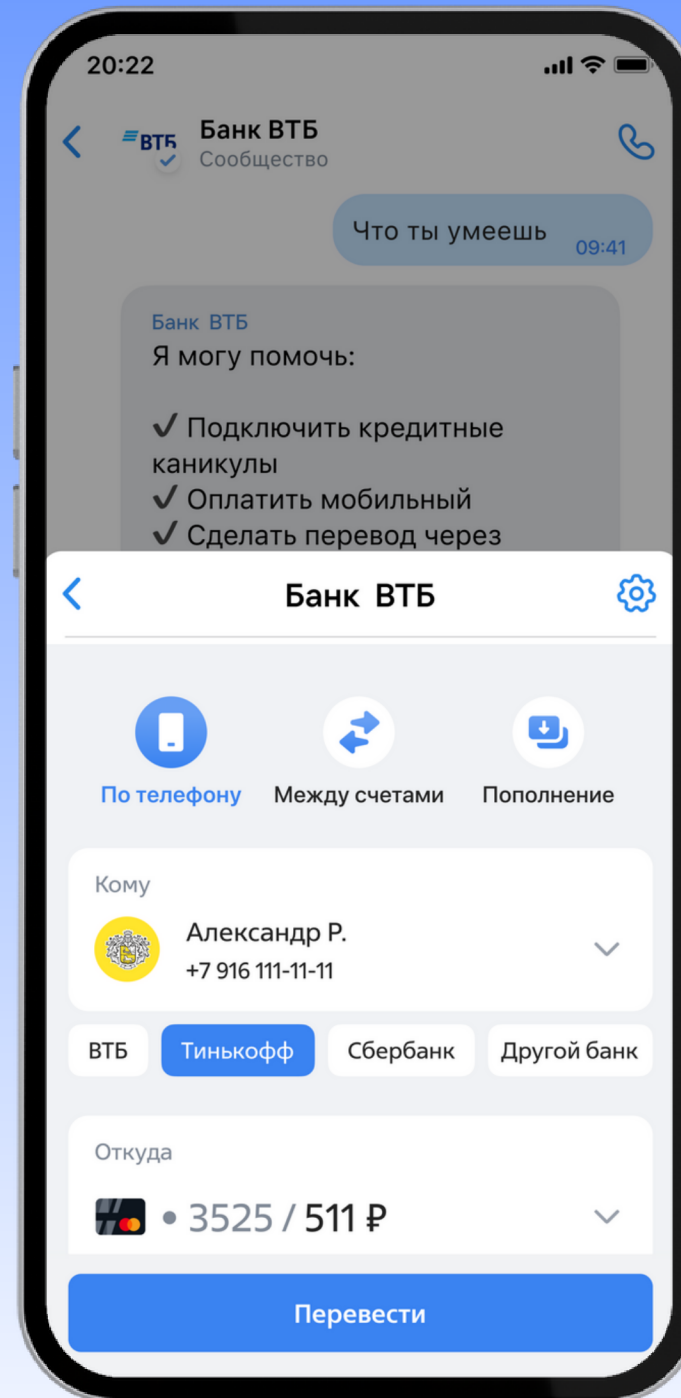 20:22
ВТБ
Банк ВТБ
Сообщество
Что ты умеешь
09:41
Банк ВТБ
Я могу помочь:
✓ Подключить кредитные
каникулы
✓ Оплатить мобильный
✓ Сделать перевод через
Банк ВТБ
По телефону
Между счетами
Пополнение
Кому
Александр Р.
+7 916 111-11-11
ВТБ
Тинькофф
Сбербанк
Другой банк
Откуда
• 3525 / 511 ₽
Перевести